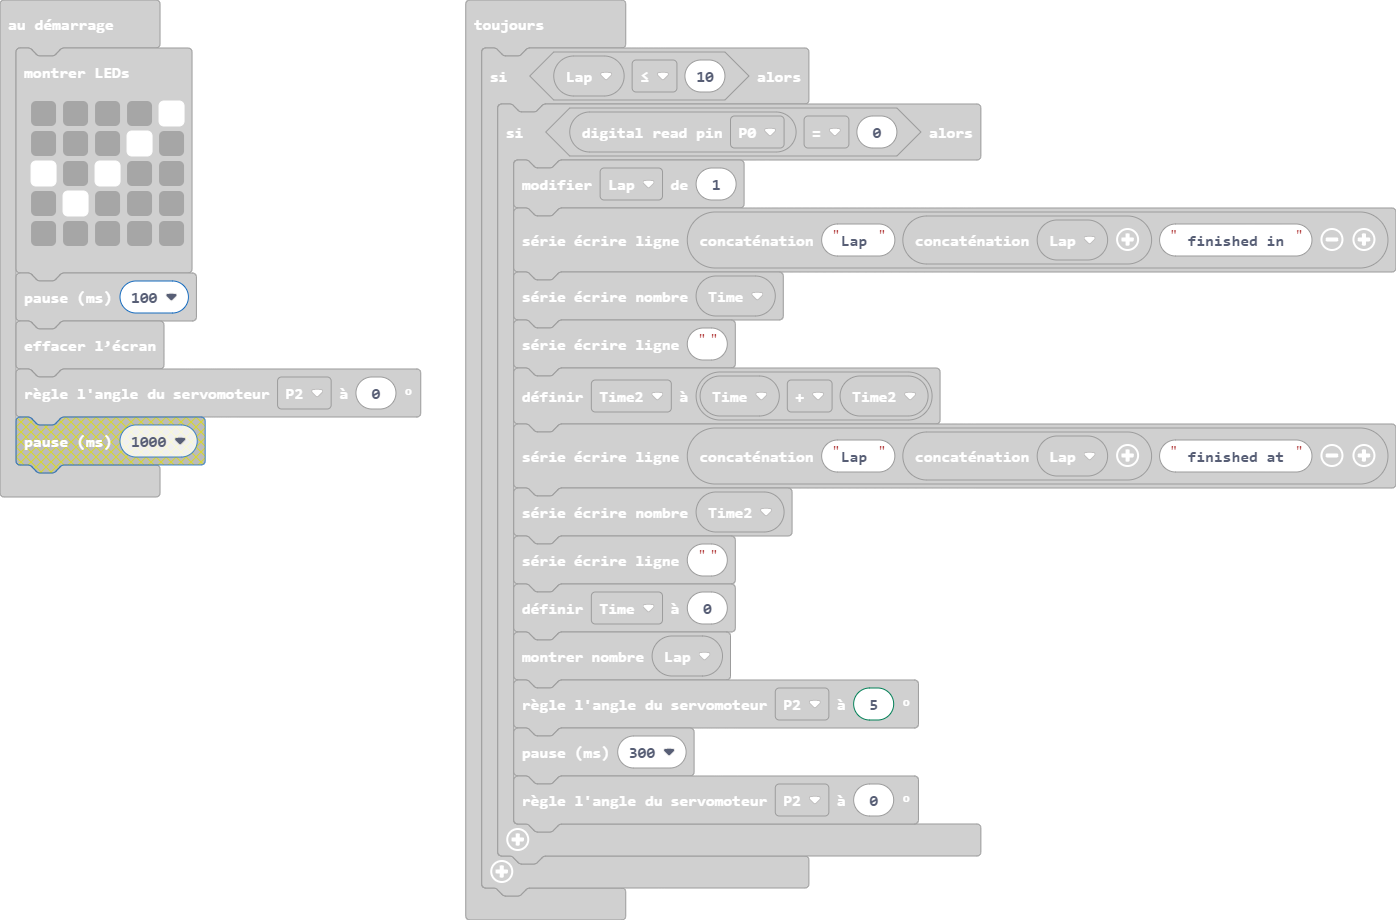 au démarrage
montrer LEDs
pause (ms) 100
effacer l'écran
règle l'angle du servomoteur P2 à 0 °
pause (ms) 1000
toujours
si Lap ≤ 10 alors
si digital read pin P0 = 0 alors
modifier Lap de 1
série écrire ligne concaténation "Lap " concaténation Lap " finished in "
série écrire nombre Time
série écrire ligne " "
définir Time2 à Time + Time2
série écrire ligne concaténation "Lap " concaténation Lap " finished at "
série écrire nombre Time2
série écrire ligne " "
définir Time à 0
montrer nombre Lap
règle l'angle du servomoteur P2 à 5 °
pause (ms) 300
règle l'angle du servomoteur P2 à 0 °